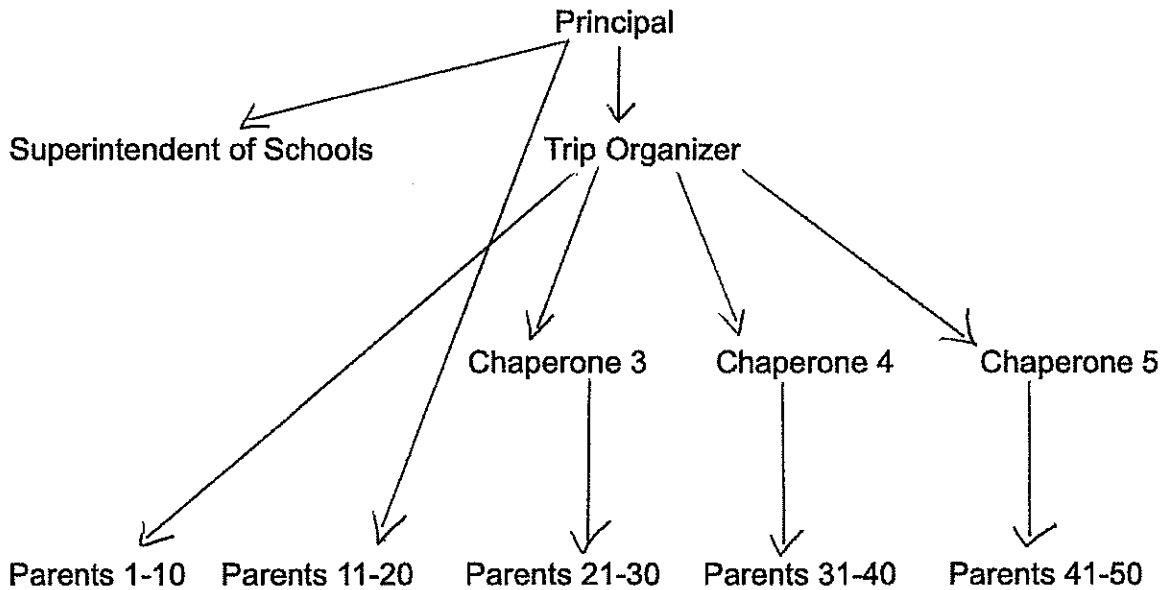 Principal
Superintendent of Schools Trip Organizer
Chaperone 3 Chaperone 4 Chaperone 5
Parents 1-10 Parents 11-20 Parents 21-30 Parents 31-40 Parents 41-50